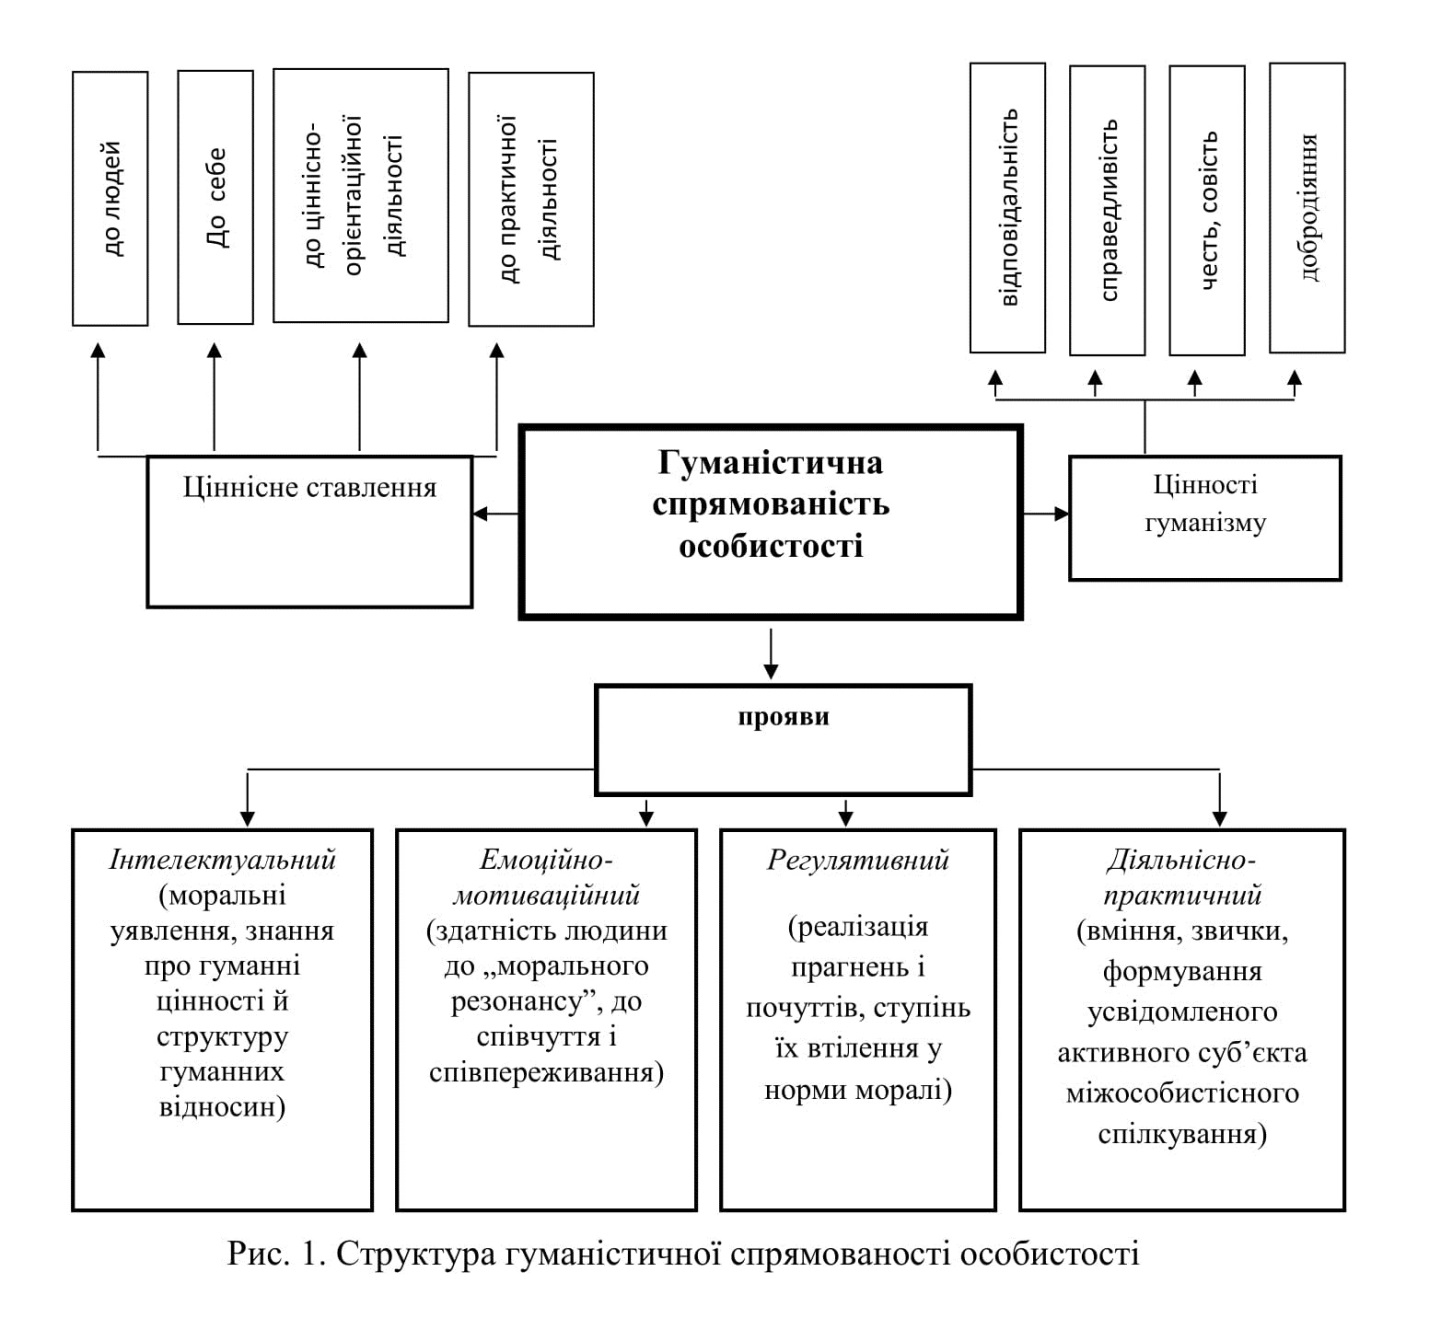 до людей
До себе
до ціннісно-
орієнтаційної
діяльності
до практичної
діяльності
відповідальність
справедливість
честь, совість
добродіяння
Ціннісне ставлення
Гуманістична
спрямованість
особистості
Цінності
гуманізму
прояви
Інтелектуальний
(моральні
уявлення, знання
про гуманні
цінності й
структуру
гуманних
відносин)
Емоційно-
мотиваційний
(здатність людини
до „морального
резонансу”, до
співчуття і
співпереживання)
Регулятивний
(реалізація
прагнень і
почуттів, ступінь
їх втілення у
норми моралі)
Діяльнісно-
практичний
(вміння, звички,
формування
усвідомленого
активного суб’єкта
міжособистісного
спілкування)
Рис. 1. Структура гуманістичної спрямованості особистості